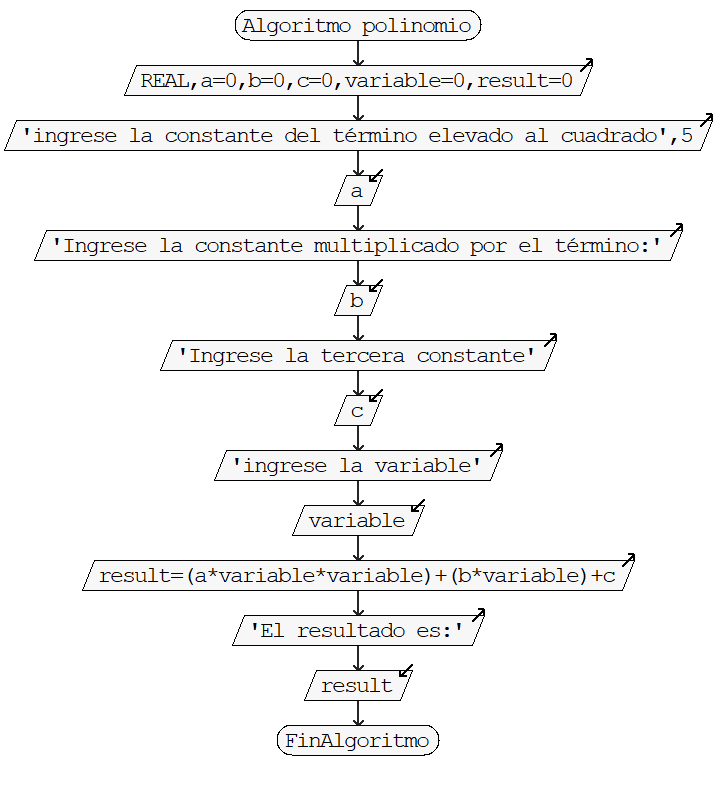 Algoritmo polinomio
REAL,a=0,b=0,c=0,variable=0,result=0
'ingrese la constante del término elevado al cuadrado',5
a
'Ingrese la constante multiplicado por el término:'
b
'Ingrese la tercera constante'
c
'ingrese la variable'
variable
result=(a*variable*variable)+(b*variable)+c
'El resultado es:'
result
FinAlgoritmo